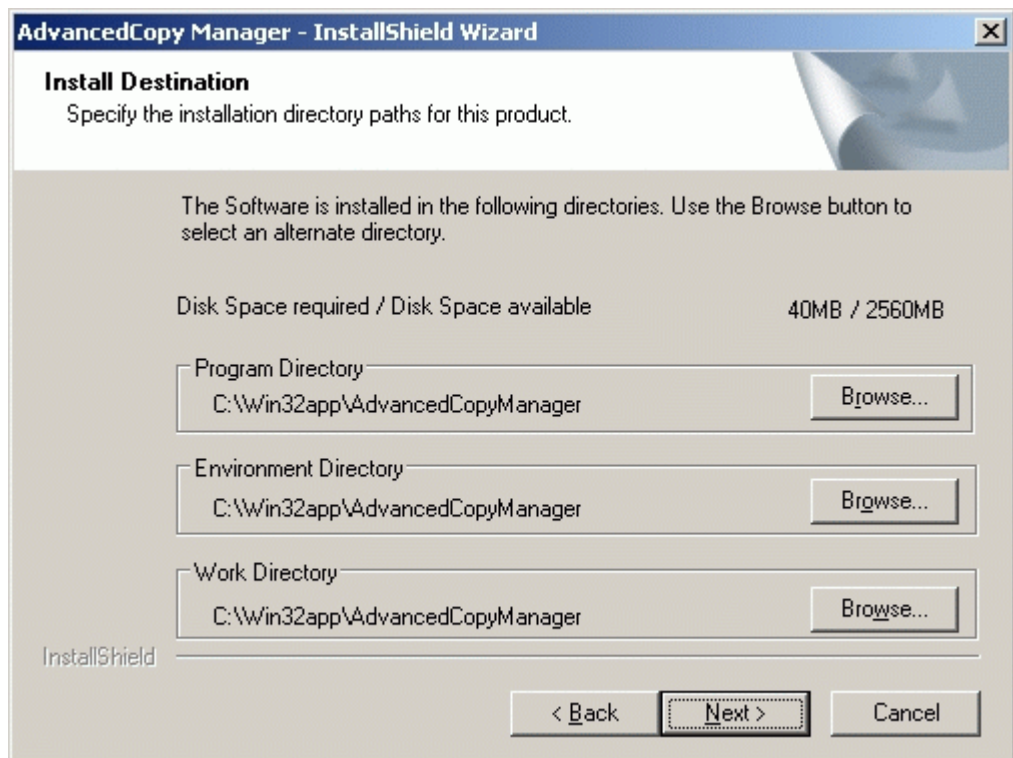 AdvancedCopy Manager - InstallShield Wizard
Install Destination
Specify the installation directory paths for this product.
The Software is installed in the following directories. Use the Browse button to
select an alternate directory.
Disk Space required / Disk Space available 40MB / 2560MB
Program Directory
C:\Win32app\AdvancedCopyManager Browse...
Environment Directory
C:\Win32app\AdvancedCopyManager Browse...
Work Directory
C:\Win32app\AdvancedCopyManager Browse...
InstallShield
< Back Next > Cancel